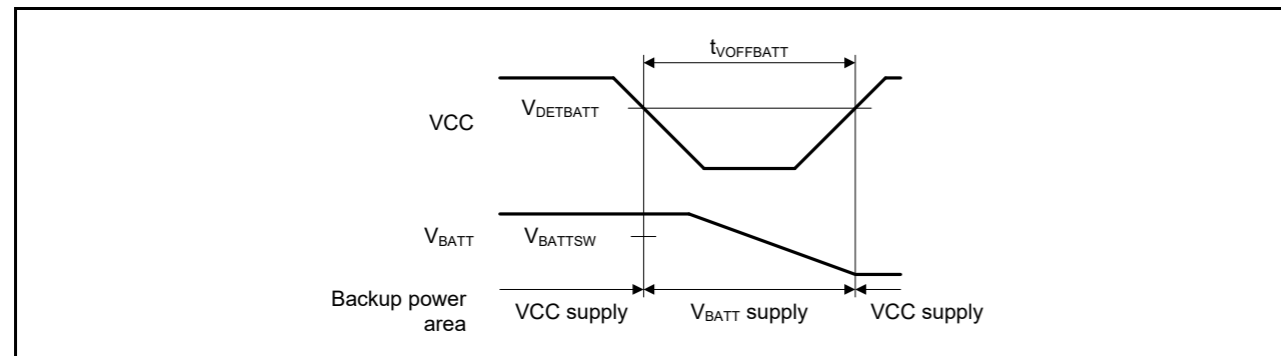 tVOFFBATT
VCC
VDETBATT
VBATT
VBATTSW
Backup power
area
VCC supply
VBATT supply
VCC supply